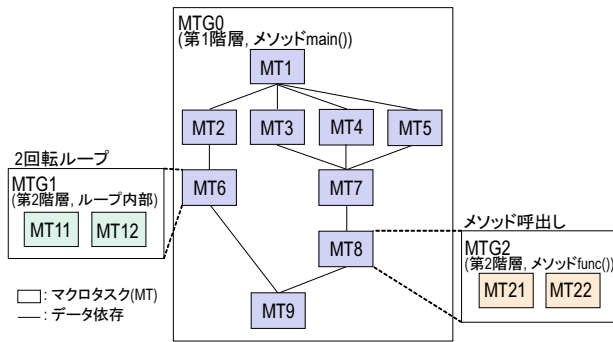 MTG0
(第1階層, メソッドmain())
MT1
MT2
MT3
MT4
MT5
2回転ループ
MTG1
(第2階層, ループ内部)
MT11
MT12
MT6
MT7
メソッド呼出し
MTG2
(第2階層, メソッドfunc())
MT21
MT22
MT8
MT9
: マクロタスク(MT)
: データ依存